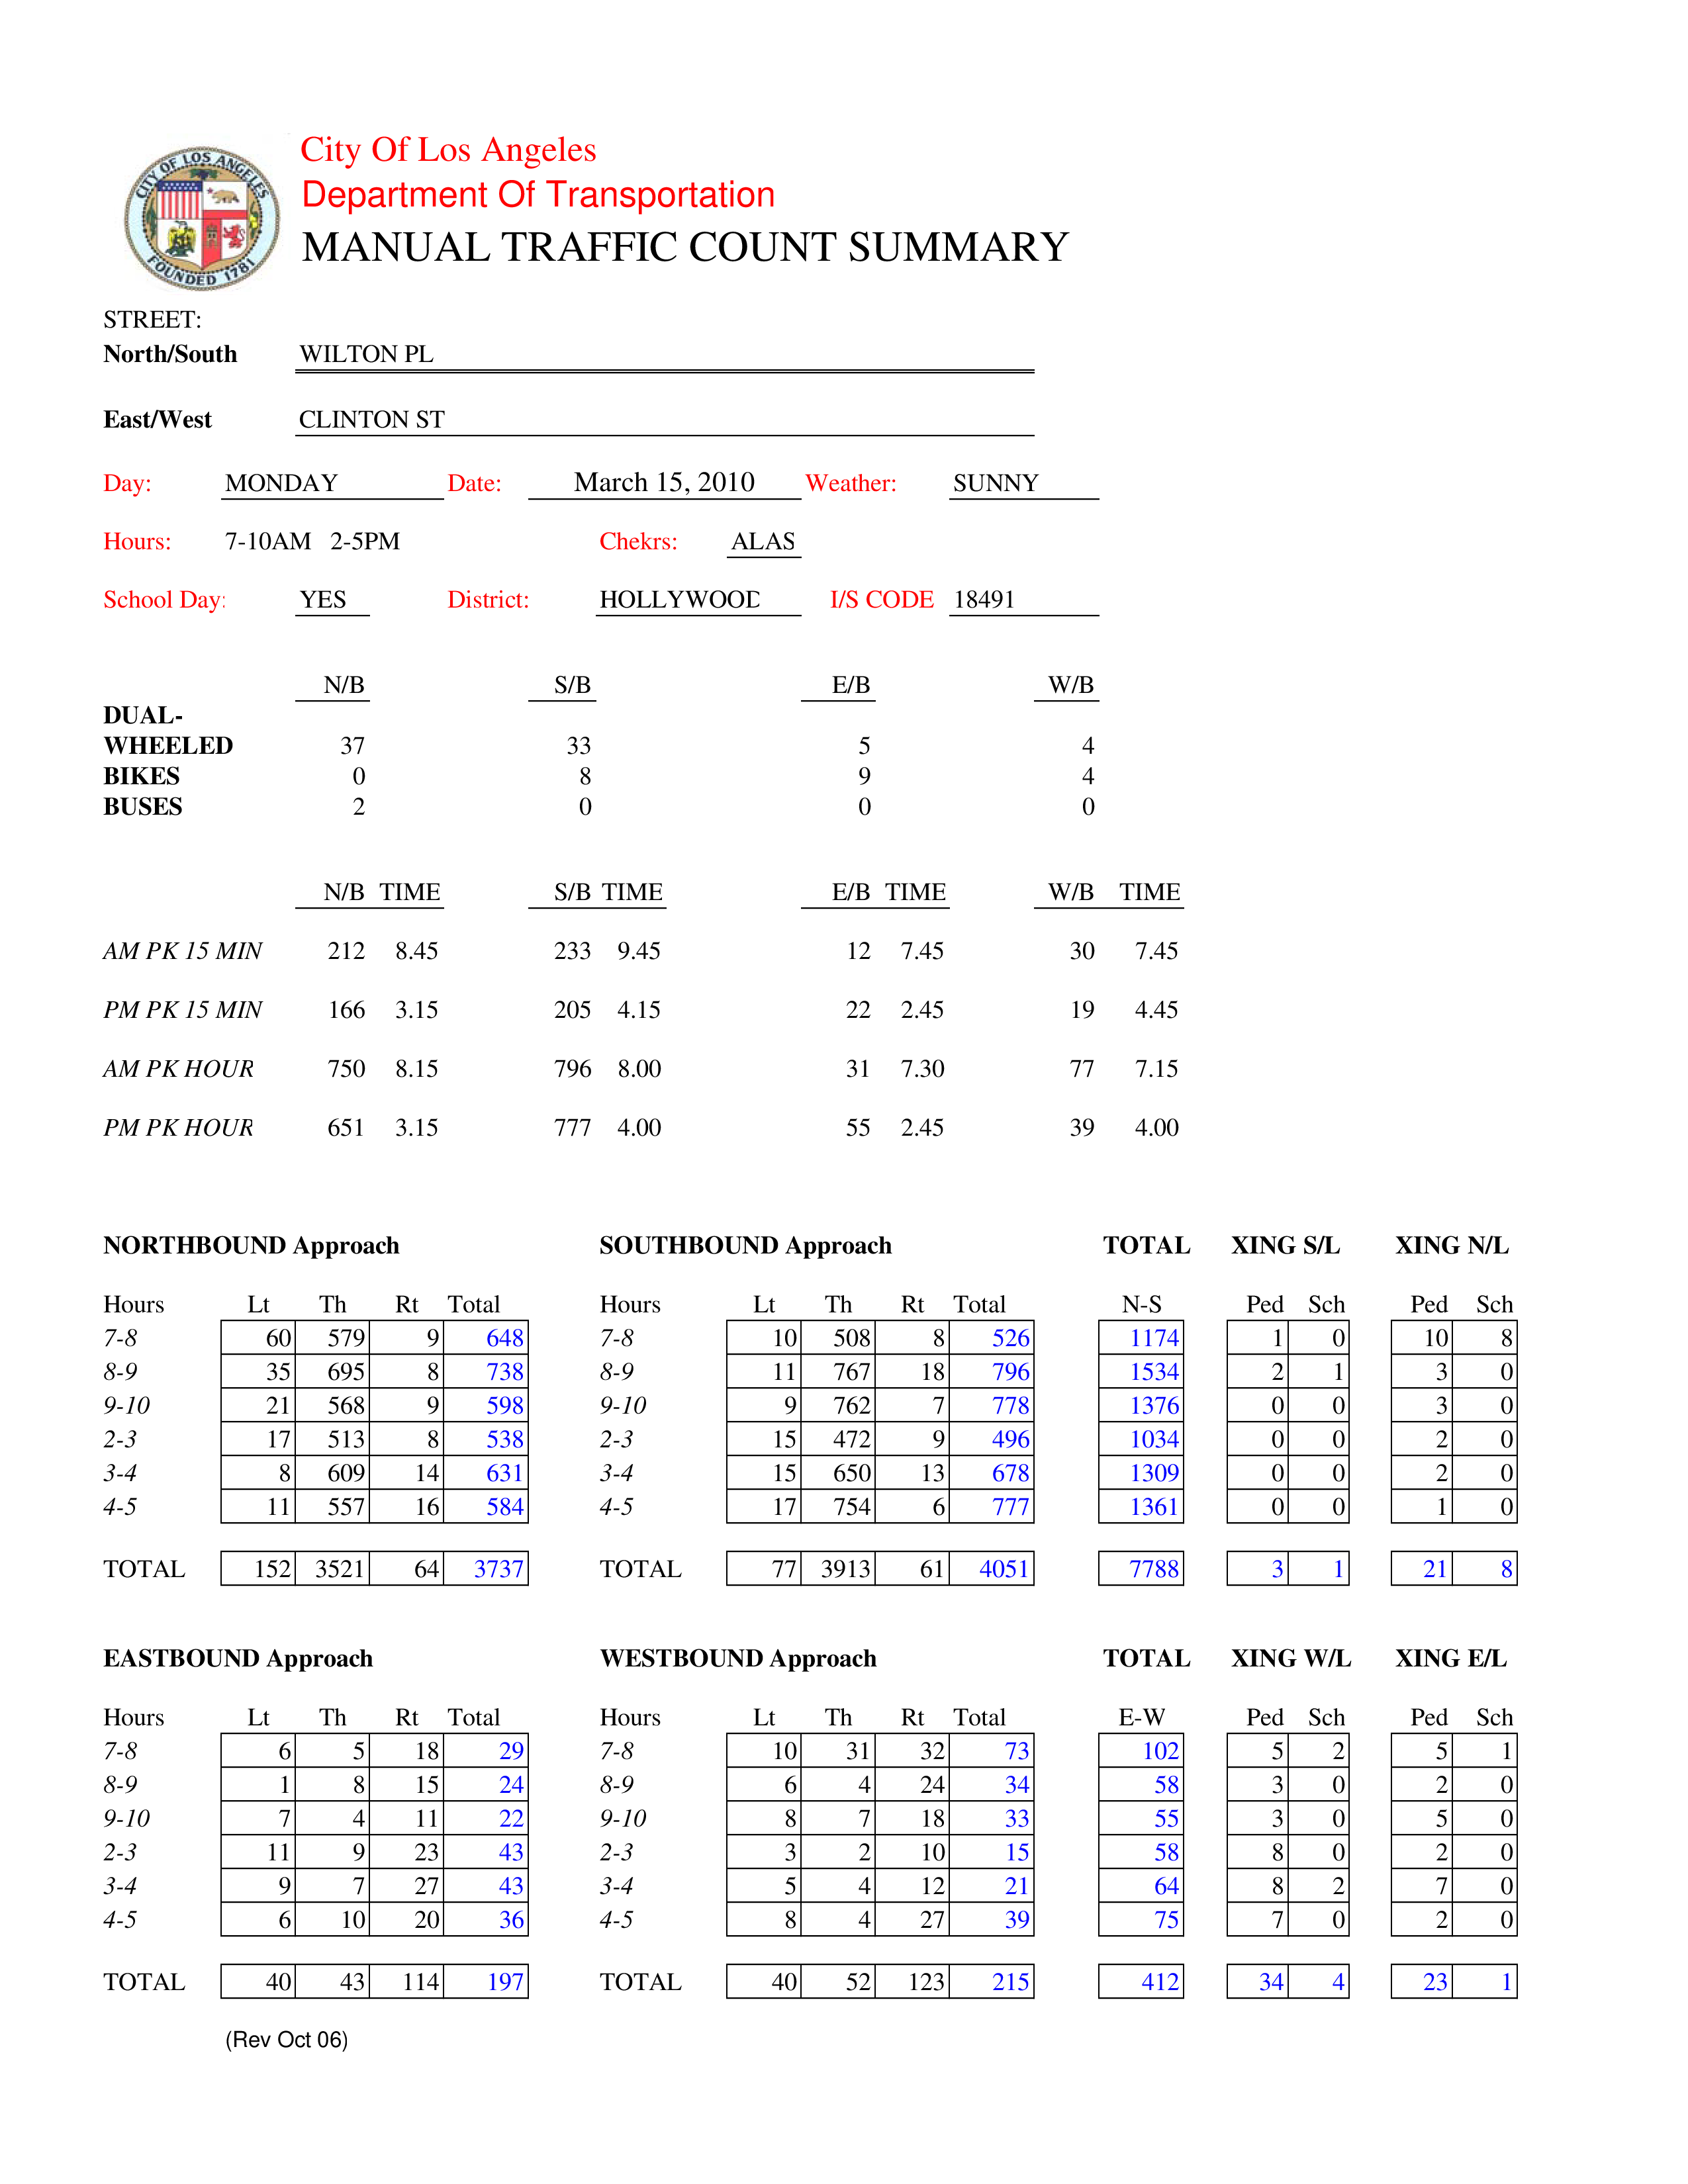 CITY OF LOS ANGELES
FOUNDED 1781
City Of Los Angeles
Department Of Transportation
MANUAL TRAFFIC COUNT SUMMARY
STREET:
North/South WILTON PL
East/West CLINTON ST
Day: MONDAY Date: March 15, 2010 Weather: SUNNY
Hours: 7-10AM 2-5PM Chekrs: ALAS
School Day: YES District: HOLLYWOOD I/S CODE 18491
N/B S/B E/B W/B
DUAL-
WHEELED 37 33 5 4
BIKES 0 8 9 4
BUSES 2 0 0 0
N/B TIME S/B TIME E/B TIME W/B TIME
AM PK 15 MIN 212 8.45 233 9.45 12 7.45 30 7.45
PM PK 15 MIN 166 3.15 205 4.15 22 2.45 19 4.45
AM PK HOUR 750 8.15 796 8.00 31 7.30 77 7.15
PM PK HOUR 651 3.15 777 4.00 55 2.45 39 4.00
NORTHBOUND Approach SOUTHBOUND Approach TOTAL XING S/L XING N/L
Hours Lt Th Rt Total Hours Lt Th Rt Total N-S Ped Sch Ped Sch
7-8 60 579 9 648 7-8 10 508 8 526 1174 1 0 10 8
8-9 35 695 8 738 8-9 11 767 18 796 1534 2 1 3 0
9-10 21 568 9 598 9-10 9 762 7 778 1376 0 0 3 0
2-3 17 513 8 538 2-3 15 472 9 496 1034 0 0 2 0
3-4 8 609 14 631 3-4 15 650 13 678 1309 0 0 2 0
4-5 11 557 16 584 4-5 17 754 6 777 1361 0 0 1 0
TOTAL 152 3521 64 3737 TOTAL 77 3913 61 4051 7788 3 1 21 8
EASTBOUND Approach WESTBOUND Approach TOTAL XING W/L XING E/L
Hours Lt Th Rt Total Hours Lt Th Rt Total E-W Ped Sch Ped Sch
7-8 6 5 18 29 7-8 10 31 32 73 102 5 2 5 1
8-9 1 8 15 24 8-9 6 4 24 34 58 3 0 2 0
9-10 7 4 11 22 9-10 8 7 18 33 55 3 0 5 0
2-3 11 9 23 43 2-3 3 2 10 15 58 8 0 2 0
3-4 9 7 27 43 3-4 5 4 12 21 64 8 2 7 0
4-5 6 10 20 36 4-5 8 4 27 39 75 7 0 2 0
TOTAL 40 43 114 197 TOTAL 40 52 123 215 412 34 4 23 1
(Rev Oct 06)